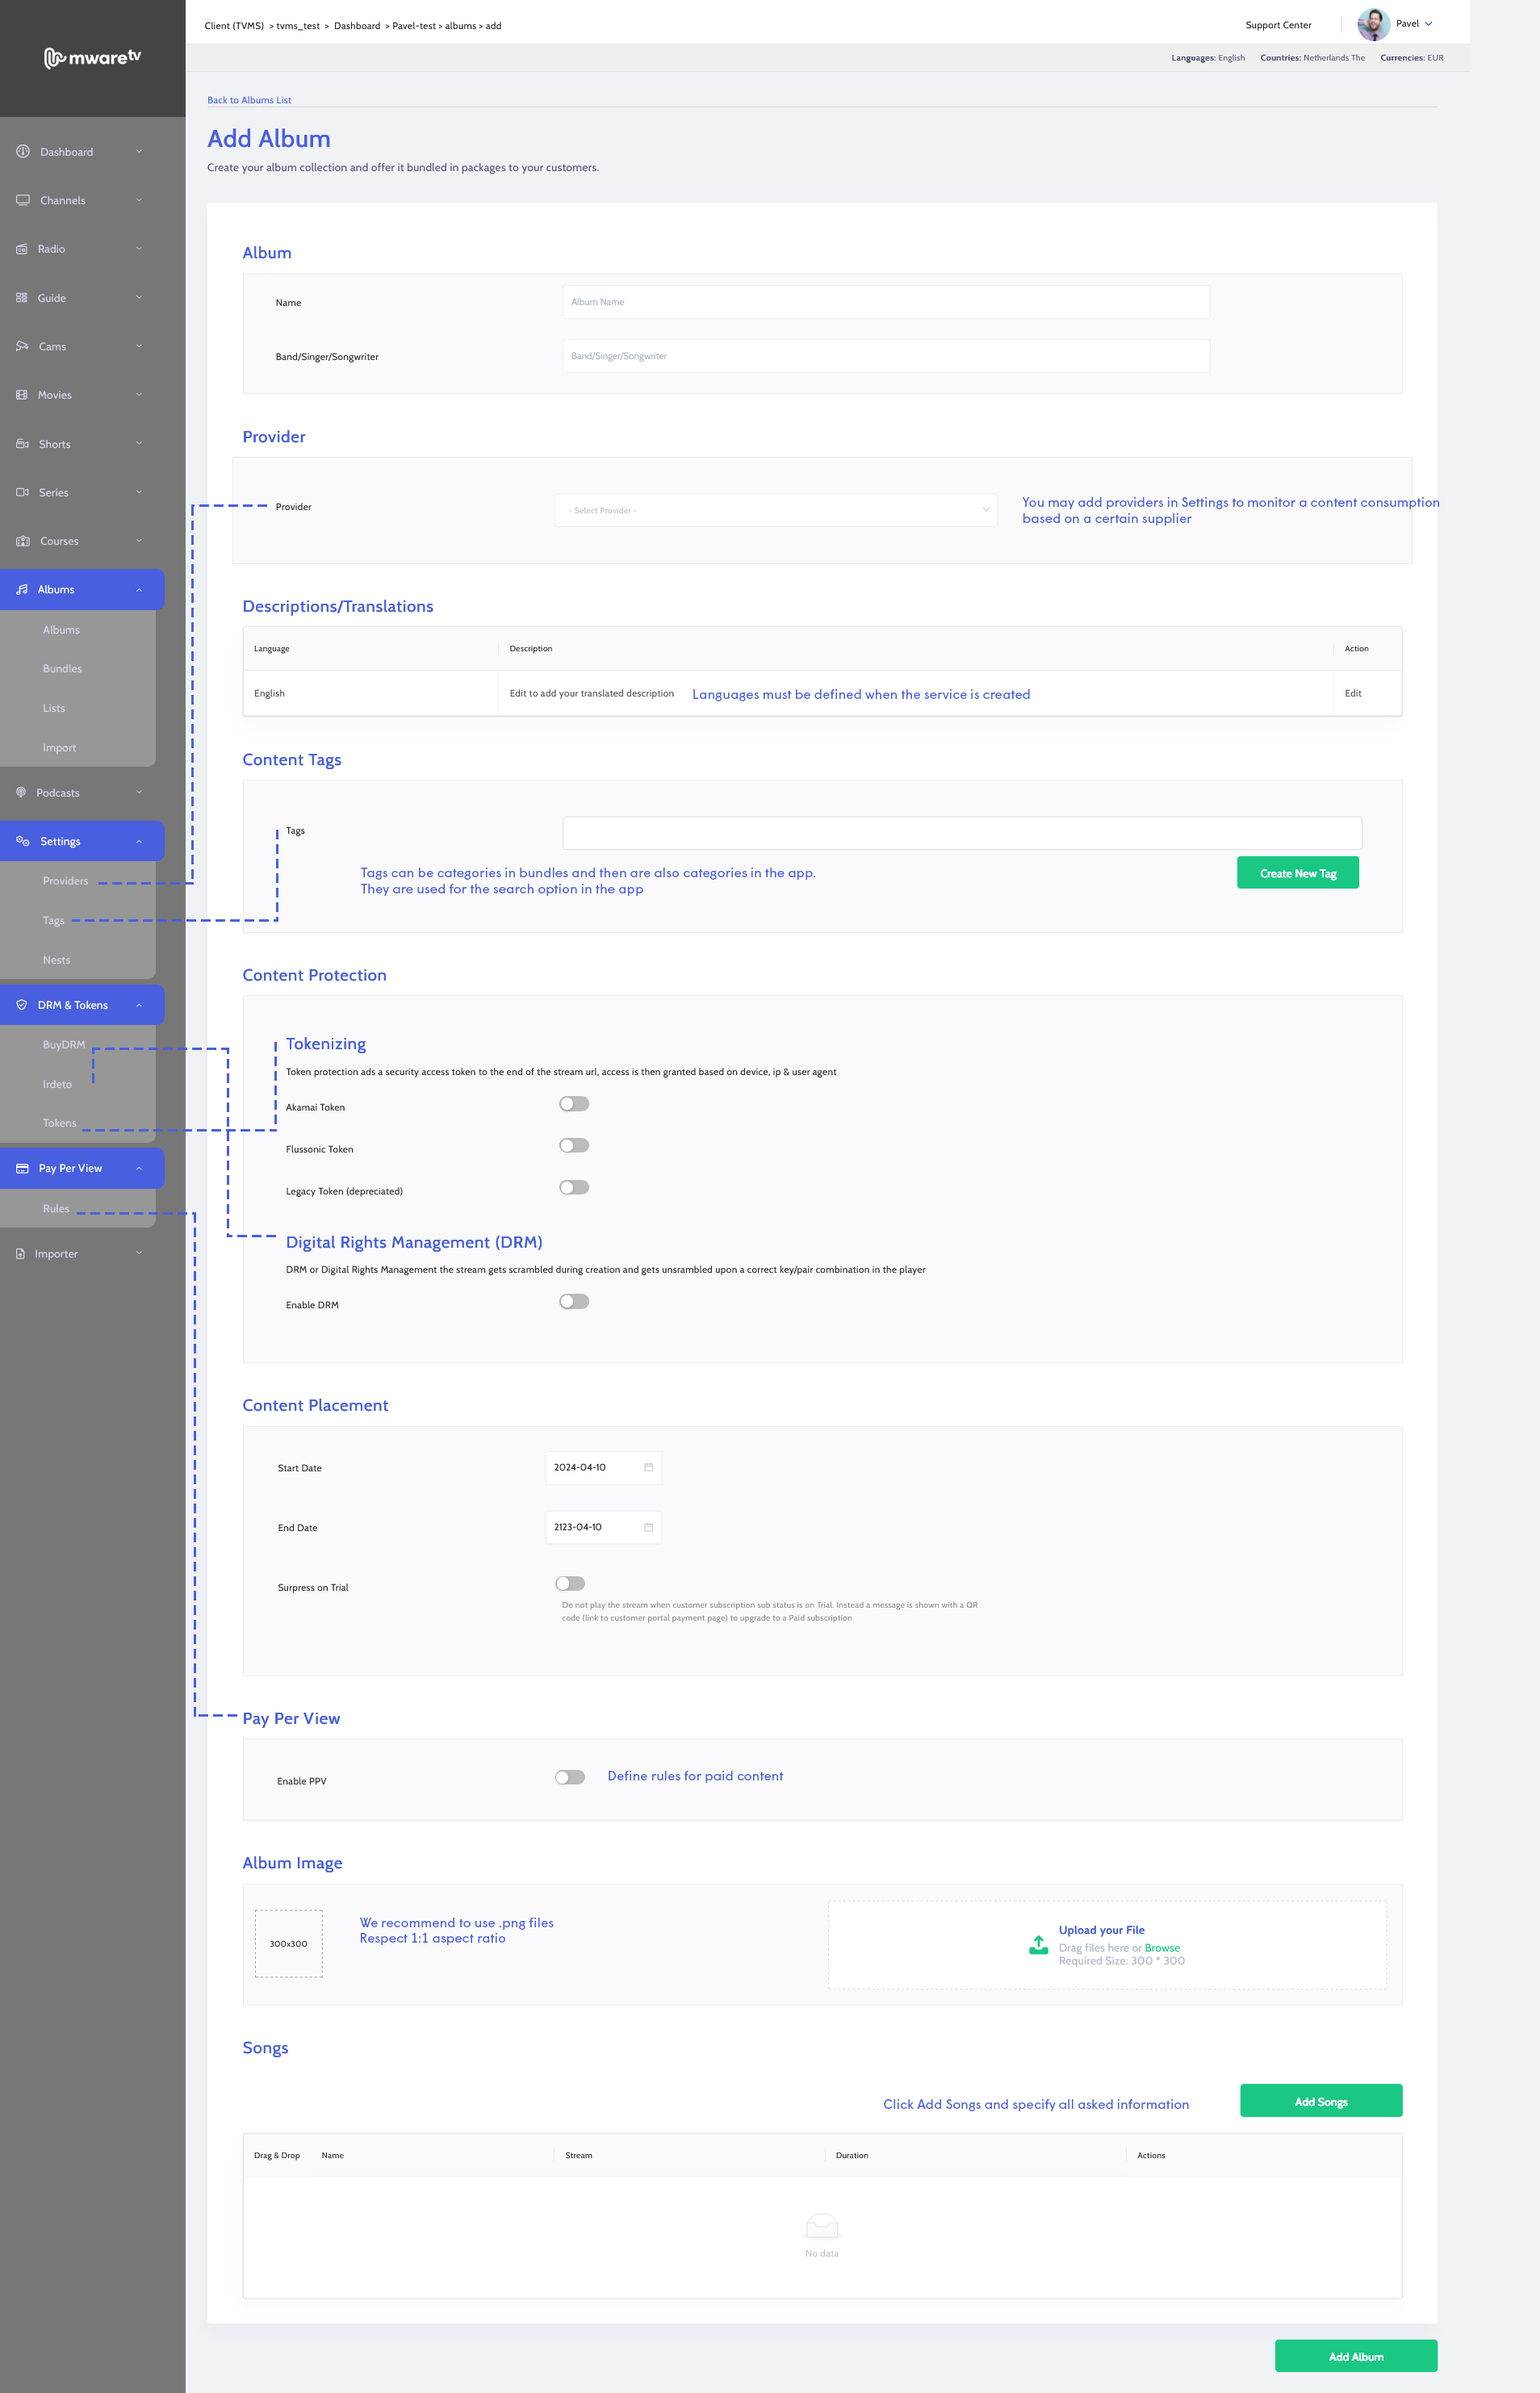 mwaretv
Dashboard
Channels
Radio
Guide
Cams
Movies
Shorts
Series
Courses
Albums
Albums
Bundles
Lists
Import
Podcasts
Settings
Providers
Tags
Nests
DRM & Tokens
BuyDRM
Irdeto
Tokens
Pay Per View
Rules
Importer
Client (TVMS) > tvms_test > Dashboard > Pavel-test > albums > add
Support Center
Pavel
Languages: English Countries: Netherlands The Currencies: EUR
Back to Albums List
Add Album
Create your album collection and offer it bundled in packages to your customers.
Album
Name
Album Name
Band/Singer/Songwriter
Band/Singer/Songwriter
Provider
Provider
- Select Provider -
You may add providers in Settings to monitor a content consumption
based on a certain supplier
Descriptions/Translations
Language Description Action
English Edit to add your translated description Languages must be defined when the service is created Edit
Content Tags
Tags
Tags can be categories in bundles and then are also categories in the app.
They are used for the search option in the app
Create New Tag
Content Protection
Tokenizing
Token protection ads a security access token to the end of the stream url, access is then granted based on device, ip & user agent
Akamai Token
Flussonic Token
Legacy Token (depreciated)
Digital Rights Management (DRM)
DRM or Digital Rights Management the stream gets scrambled during creation and gets unsrambled upon a correct key/pair combination in the player
Enable DRM
Content Placement
Start Date
2024-04-10
End Date
2123-04-10
Surpress on Trial
Do not play the stream when customer subscription sub status is on Trial. Instead a message is shown with a QR
code (link to customer portal payment page) to upgrade to a Paid subscription
Pay Per View
Enable PPV
Define rules for paid content
Album Image
300x300
We recommend to use .png files
Respect 1:1 aspect ratio
Upload your File
Drag files here or Browse
Required Size: 300 * 300
Songs
Click Add Songs and specify all asked information
Add Songs
Drag & Drop Name Stream Duration Actions
No data
Add Album